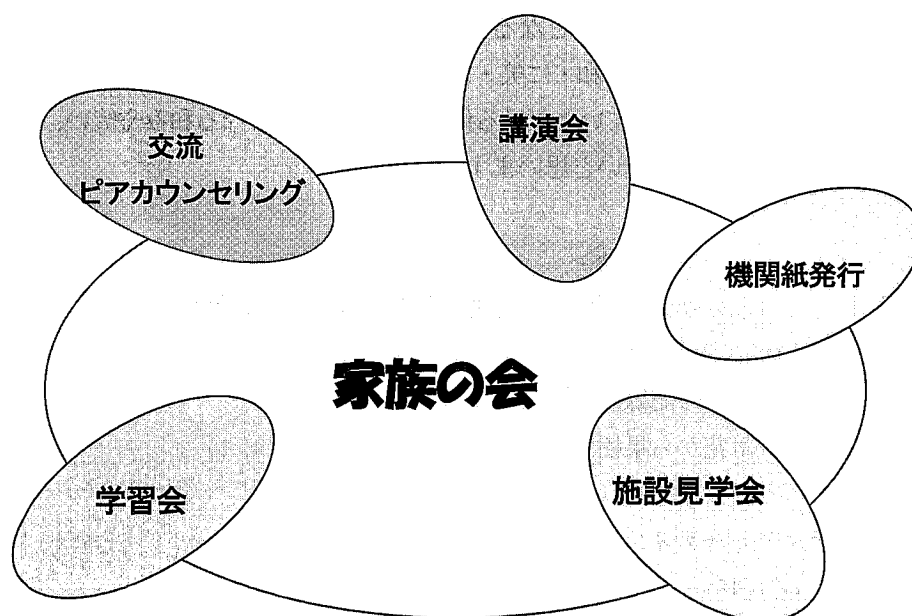 講演会
交流
ピアカウンセリング
機関紙発行
家族の会
学習会
施設見学会